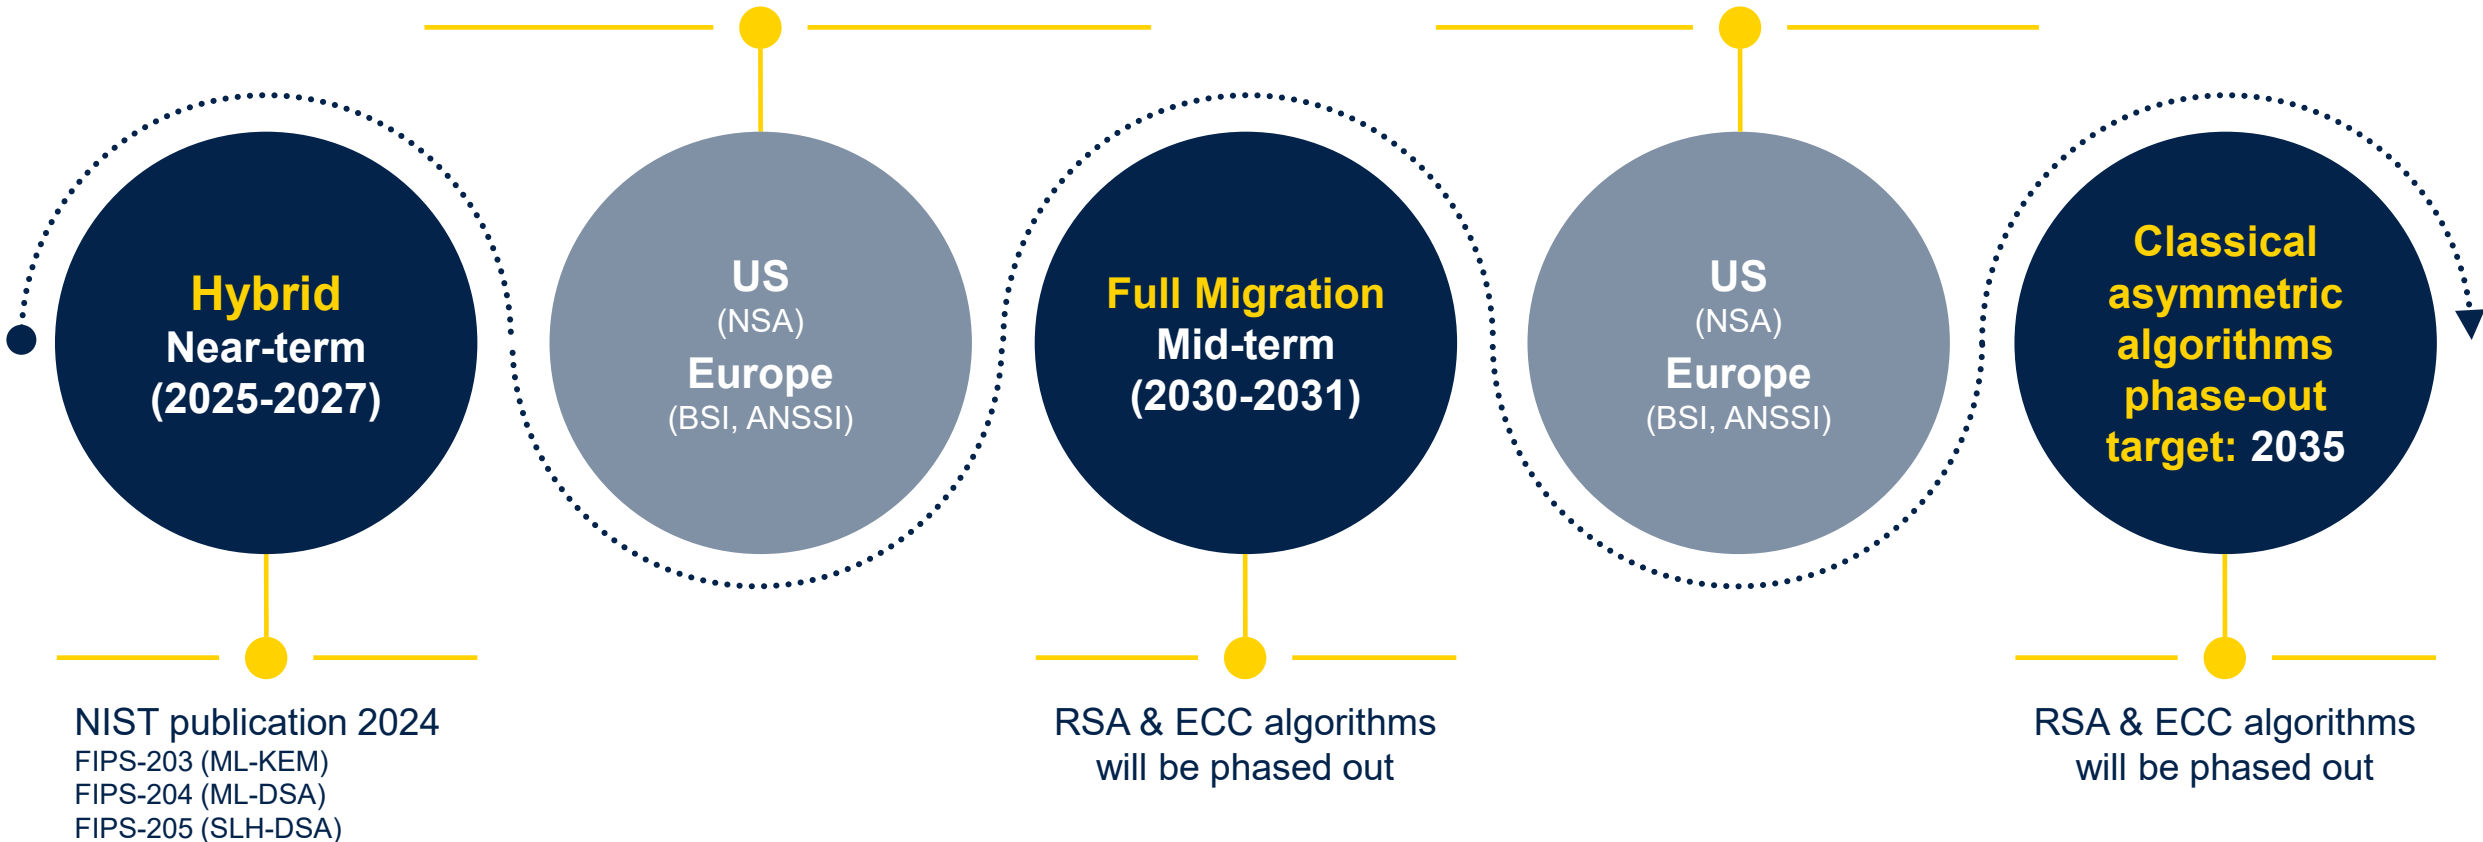 Hybrid
Near-term
(2025-2027)
NIST publication 2024
FIPS-203 (ML-KEM)
FIPS-204 (ML-DSA)
FIPS-205 (SLH-DSA)
US
(NSA)
Europe
(BSI, ANSSI)
Full Migration
Mid-term
(2030-2031)
RSA & ECC algorithms
will be phased out
US
(NSA)
Europe
(BSI, ANSSI)
Classical
asymmetric
algorithms
phase-out
target: 2035
RSA & ECC algorithms
will be phased out